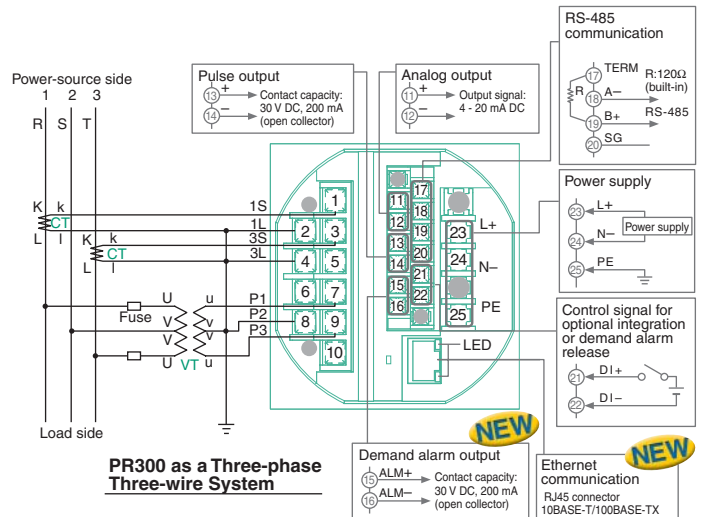 RS-485
communication
17 TERM
R:120Ω
(built-in)
R
18 A−
19 B+
RS-485
20 SG
Power-source side
1 2 3
R S T
Pulse output
13 +
14 −
Contact capacity:
30 V DC, 200 mA
(open collector)
Analog output
11 +
12 −
Output signal:
4 - 20 mA DC
Power supply
23 L+
24 N−
Power supply
25 PE
K k
CT
L l
K k
CT
L l
1S
1L
3S
3L
P1
P2
P3
Fuse
U u
V v
V v
U u
VT
1
2 3
4 5
6 7
8 9
10
11
12
13
14
15
16
17
18
19
20
21
22
23
24
25
L+
N−
PE
LED
Control signal for
optional integration
or demand alarm
release
21 DI+
22 DI−
Load side
PR300 as a Three-phase
Three-wire System
NEW
Demand alarm output
15 ALM+
16 ALM−
Contact capacity:
30 V DC, 200 mA
(open collector)
NEW
Ethernet
communication
RJ45 connector
10BASE-T/100BASE-TX